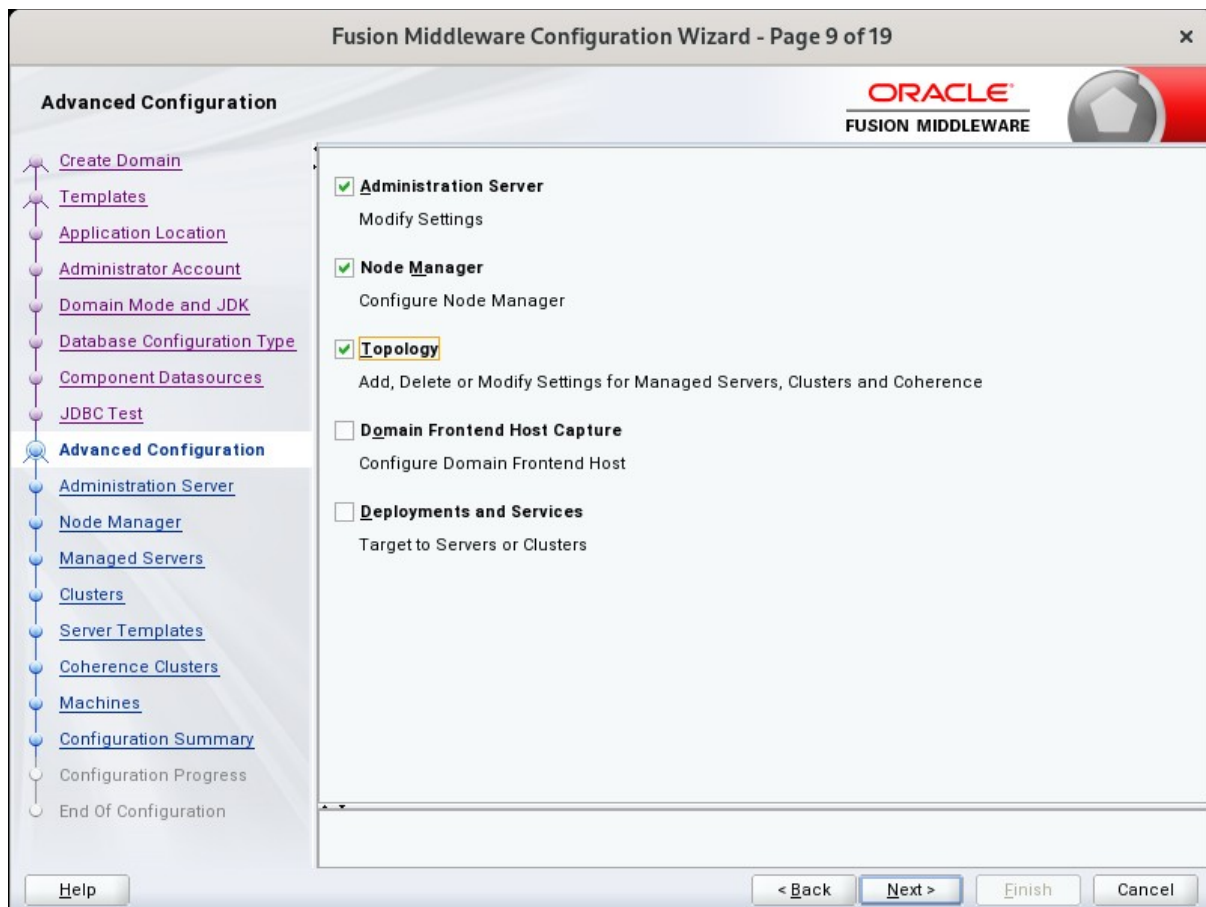 Fusion Middleware Configuration Wizard - Page 9 of 19
Advanced Configuration
ORACLE
FUSION MIDDLEWARE
Create Domain
Templates
Application Location
Administrator Account
Domain Mode and JDK
Database Configuration Type
Component Datasources
JDBC Test
Advanced Configuration
Administration Server
Node Manager
Managed Servers
Clusters
Server Templates
Coherence Clusters
Machines
Configuration Summary
Configuration Progress
End Of Configuration
Administration Server
Modify Settings
Node Manager
Configure Node Manager
Topology
Add, Delete or Modify Settings for Managed Servers, Clusters and Coherence
Domain Frontend Host Capture
Configure Domain Frontend Host
Deployments and Services
Target to Servers or Clusters
Help
< Back
Next >
Finish
Cancel